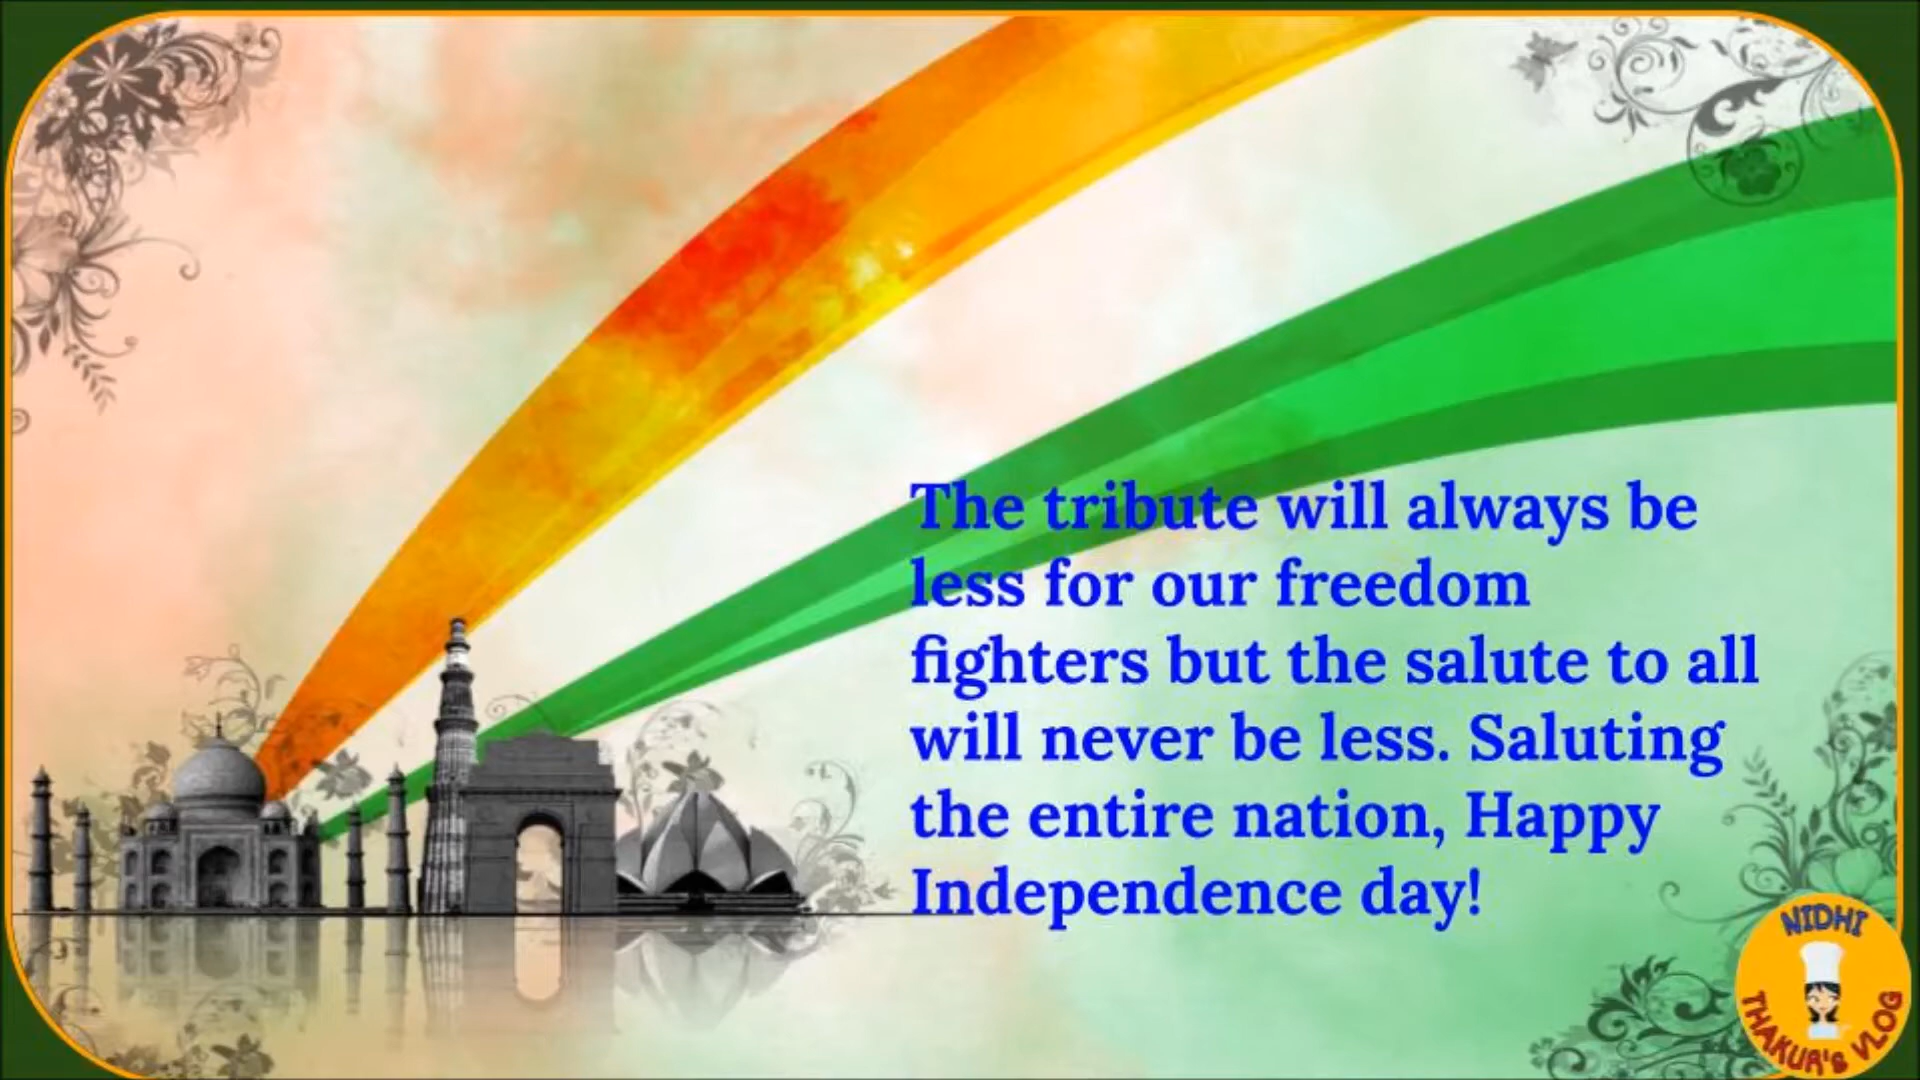 The tribute will always be
less for our freedom
fighters but the salute to all
will never be less. Saluting
the entire nation, Happy
Independence day!
NIDHI
THAKUR'S VLOG